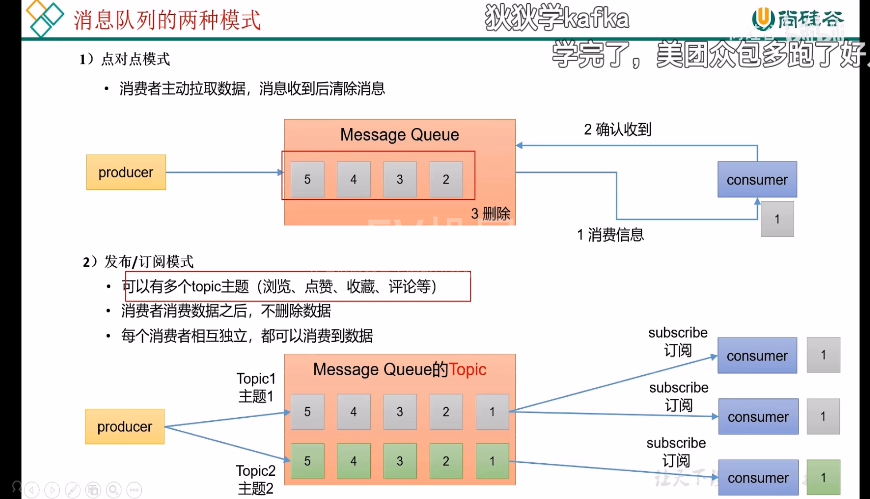 消息队列的两种模式
狄狄学kafka
尚硅谷
学完了，美团众包多跑了好
1）点对点模式
• 消费者主动拉取数据，消息收到后清除消息
Message Queue
2 确认收到
producer
5 4 3 2
consumer
3 删除
1
1 消费信息
2）发布/订阅模式
• 可以有多个topic主题（浏览、点赞、收藏、评论等）
• 消费者消费数据之后，不删除数据
• 每个消费者相互独立，都可以消费到数据
Message Queue的Topic
subscribe
订阅
consumer
1
Topic1
主题1
5 4 3 2 1
subscribe
订阅
consumer
1
producer
5 4 3 2 1
subscribe
订阅
Topic2
主题2
consumer
1